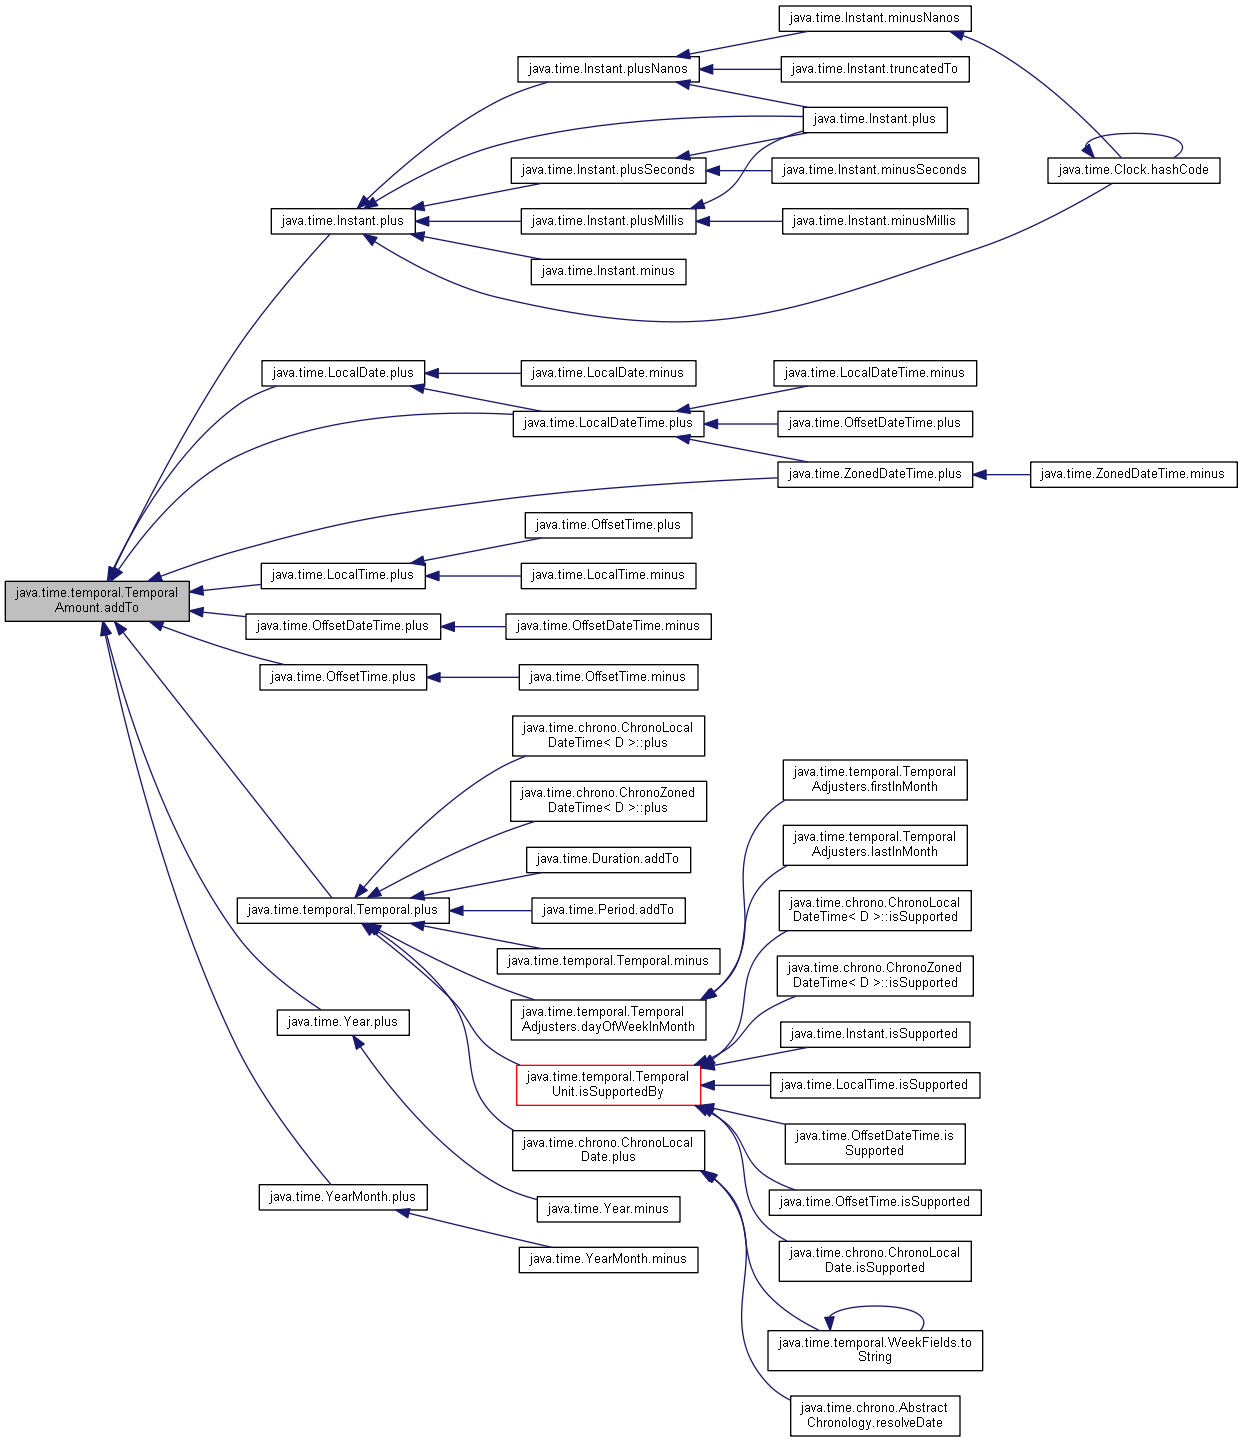 java.time.Instant.minusNanos
java.time.Instant.plusNanos
java.time.Instant.truncatedTo
java.time.Instant.plus
java.time.Instant.plusSeconds
java.time.Instant.minusSeconds
java.time.Clock.hashCode
java.time.Instant.plus
java.time.Instant.plusMillis
java.time.Instant.minusMillis
java.time.Instant.minus
java.time.LocalDate.plus
java.time.LocalDate.minus
java.time.LocalDateTime.minus
java.time.LocalDateTime.plus
java.time.OffsetDateTime.plus
java.time.ZonedDateTime.plus
java.time.ZonedDateTime.minus
java.time.OffsetTime.plus
java.time.LocalTime.plus
java.time.LocalTime.minus
java.time.temporal.Temporal
Amount.addTo
java.time.OffsetDateTime.plus
java.time.OffsetDateTime.minus
java.time.OffsetTime.plus
java.time.OffsetTime.minus
java.time.chrono.ChronoLocal
DateTime< D >::plus
java.time.chrono.ChronoZoned
DateTime< D >::plus
java.time.temporal.Temporal
Adjusters.firstInMonth
java.time.temporal.Temporal
Adjusters.lastInMonth
java.time.Duration.addTo
java.time.temporal.Temporal.plus
java.time.Period.addTo
java.time.chrono.ChronoLocal
DateTime< D >::isSupported
java.time.temporal.Temporal.minus
java.time.chrono.ChronoZoned
DateTime< D >::isSupported
java.time.Year.plus
java.time.temporal.Temporal
Adjusters.dayOfWeekInMonth
java.time.Instant.isSupported
java.time.temporal.Temporal
Unit.isSupportedBy
java.time.LocalTime.isSupported
java.time.chrono.ChronoLocal
Date.plus
java.time.OffsetDateTime.is
Supported
java.time.YearMonth.plus
java.time.Year.minus
java.time.OffsetTime.isSupported
java.time.YearMonth.minus
java.time.chrono.ChronoLocal
Date.isSupported
java.time.temporal.WeekFields.to
String
java.time.chrono.Abstract
Chronology.resolveDate